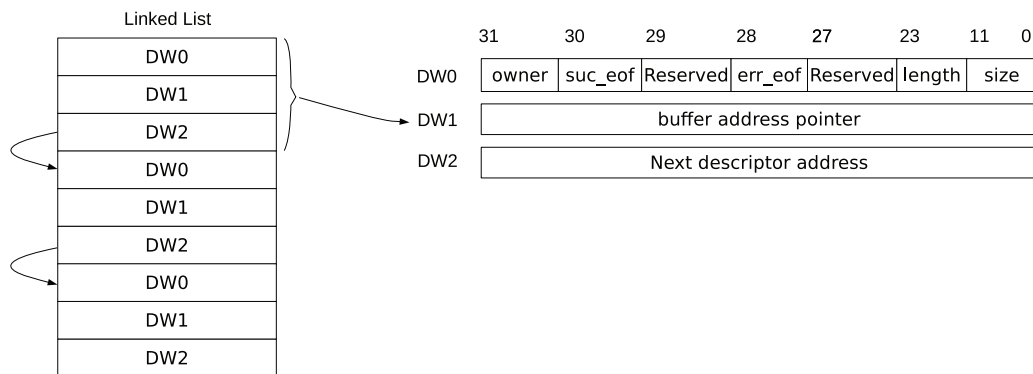 Linked List
DW0
DW1
DW2
DW0
DW1
DW2
DW0
DW1
DW2
31 30 29 28 27 23 11 0
DW0 owner suc_eof Reserved err_eof Reserved length size
DW1 buffer address pointer
DW2 Next descriptor address